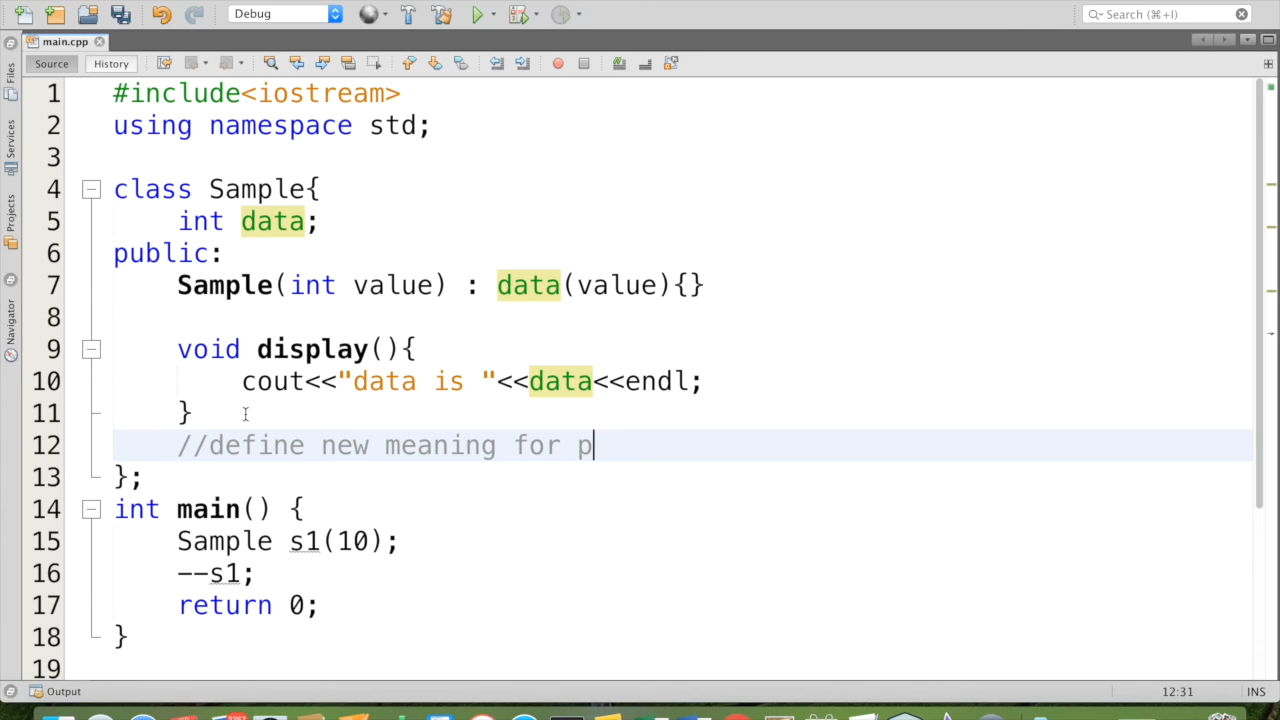 Debug
Search (⌘+I)
main.cpp
Source
History
Files
Services
Projects
Navigator
1 #include<iostream>
2 using namespace std;
3
4 class Sample{
5 int data;
6 public:
7 Sample(int value) : data(value){}
8
9 void display(){
10 cout<<"data is "<<data<<endl;
11 }
12 //define new meaning for p
13 };
14 int main() {
15 Sample s1(10);
16 --s1;
17 return 0;
18 }
19
Output
12:31
INS